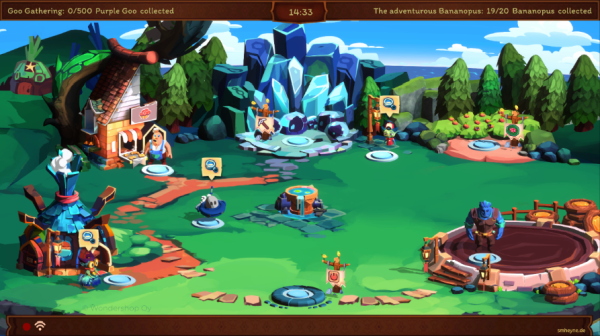 Goo Gathering: 0/500 Purple Goo collected
14:33
The adventurous Bananopus: 19/20 Bananopus collected